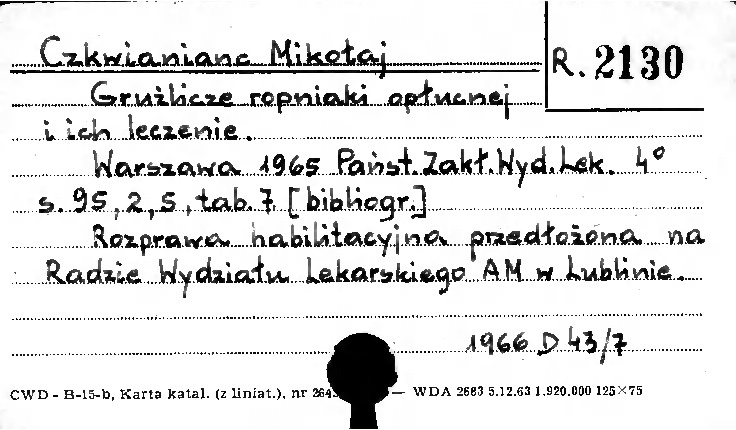 Czkwianianc Mikołaj
R. 2130
Gruźlicze ropniaki opłucnej
i ich leczenie.
Warszawa 1965 Państ.Zakł.Wyd.Lek. 4°
s. 95, 2, 5, tab. 7 [bibliogr.]
Rozprawa habilitacyjna przedłożona na
Radzie Wydziału Lekarskiego AM w Lublinie.
1966 D 43/7
CWD - B-15-b, Karta katal. (z liniat.), nr — WDA 2663 5.12.63 1.920.000 125×75